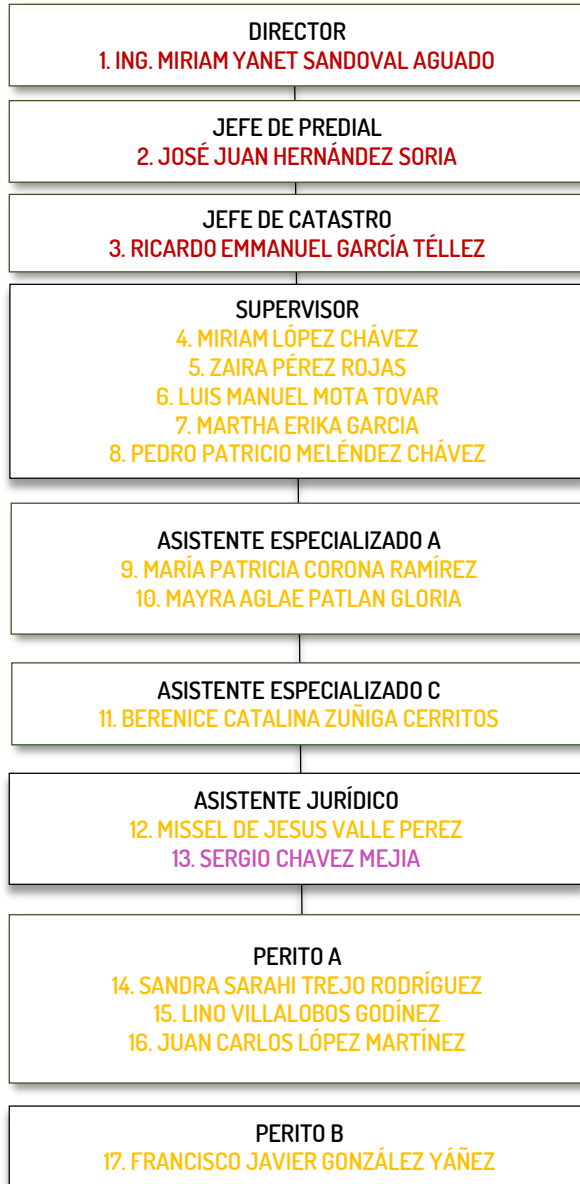 DIRECTOR
1. ING. MIRIAM YANET SANDOVAL AGUADO
JEFE DE PREDIAL
2. JOSÉ JUAN HERNÁNDEZ SORIA
JEFE DE CATASTRO
3. RICARDO EMMANUEL GARCÍA TÉLLEZ
SUPERVISOR
4. MIRIAM LÓPEZ CHÁVEZ
5. ZAIRA PÉREZ ROJAS
6. LUIS MANUEL MOTA TOVAR
7. MARTHA ERIKA GARCIA
8. PEDRO PATRICIO MELÉNDEZ CHÁVEZ
ASISTENTE ESPECIALIZADO A
9. MARÍA PATRICIA CORONA RAMÍREZ
10. MAYRA AGLAE PATLAN GLORIA
ASISTENTE ESPECIALIZADO C
11. BERENICE CATALINA ZUÑIGA CERRITOS
ASISTENTE JURÍDICO
12. MISSEL DE JESUS VALLE PEREZ
13. SERGIO CHAVEZ MEJIA
PERITO A
14. SANDRA SARAHI TREJO RODRÍGUEZ
15. LINO VILLALOBOS GODÍNEZ
16. JUAN CARLOS LÓPEZ MARTÍNEZ
PERITO B
17. FRANCISCO JAVIER GONZÁLEZ YÁÑEZ